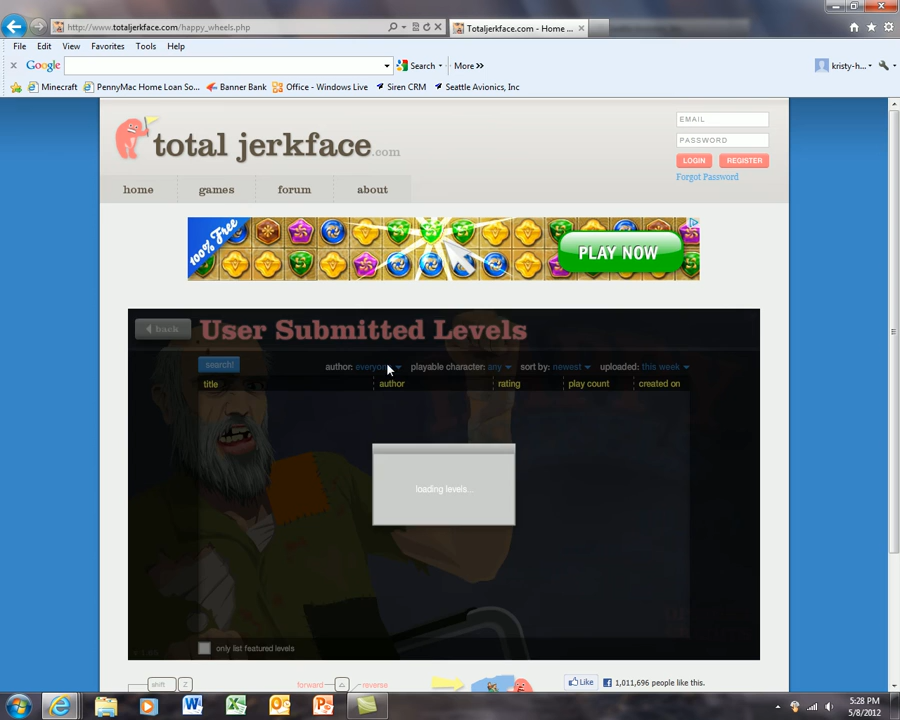 http://www.totaljerkface.com/happy_wheels.php
Totaljerkface.com - Home ...
File Edit View Favorites Tools Help
Google Search More >> kristy-h...
Minecraft PennyMac Home Loan So... Banner Bank Office - Windows Live Siren CRM Seattle Avionics, Inc
total jerkface.com
EMAIL
PASSWORD
LOGIN REGISTER
Forgot Password
home games forum about
100% Free
PLAY NOW
back User Submitted Levels
search! author: everyone playable character: any sort by: newest uploaded: this week
title author rating play count created on
loading levels...
only list featured levels
shift Z forward reverse
Like 1,011,696 people like this.
5:28 PM
5/8/2012